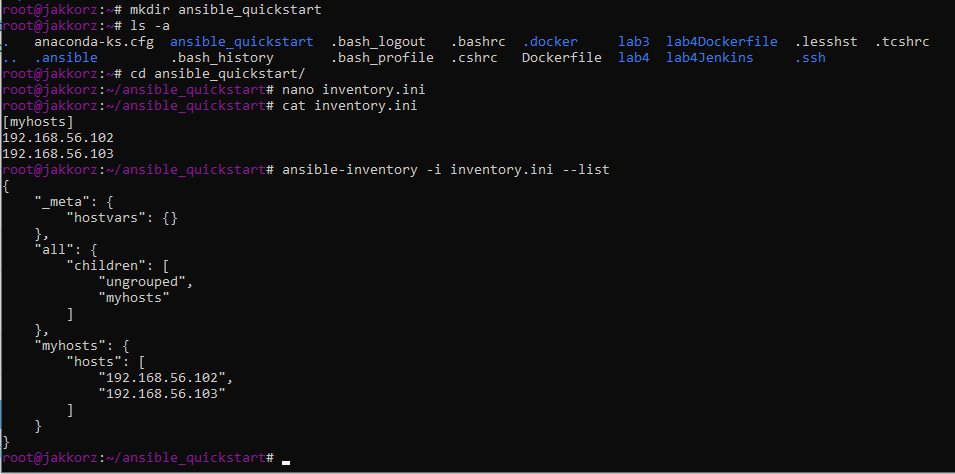 root@jakkorz:~# mkdir ansible_quickstart
root@jakkorz:~# ls -a
.   anaconda-ks.cfg  ansible_quickstart  .bash_logout   .bashrc  .docker     lab3  lab4Dockerfile  .lesshst  .tcshrc
..  .ansible         .bash_history       .bash_profile  .cshrc   Dockerfile  lab4  lab4Jenkins     .ssh
root@jakkorz:~# cd ansible_quickstart/
root@jakkorz:~/ansible_quickstart# nano inventory.ini
root@jakkorz:~/ansible_quickstart# cat inventory.ini
[myhosts]
192.168.56.102
192.168.56.103
root@jakkorz:~/ansible_quickstart# ansible-inventory -i inventory.ini --list
{
    "_meta": {
        "hostvars": {}
    },
    "all": {
        "children": [
            "ungrouped",
            "myhosts"
        ]
    },
    "myhosts": {
        "hosts": [
            "192.168.56.102",
            "192.168.56.103"
        ]
    }
}
root@jakkorz:~/ansible_quickstart#